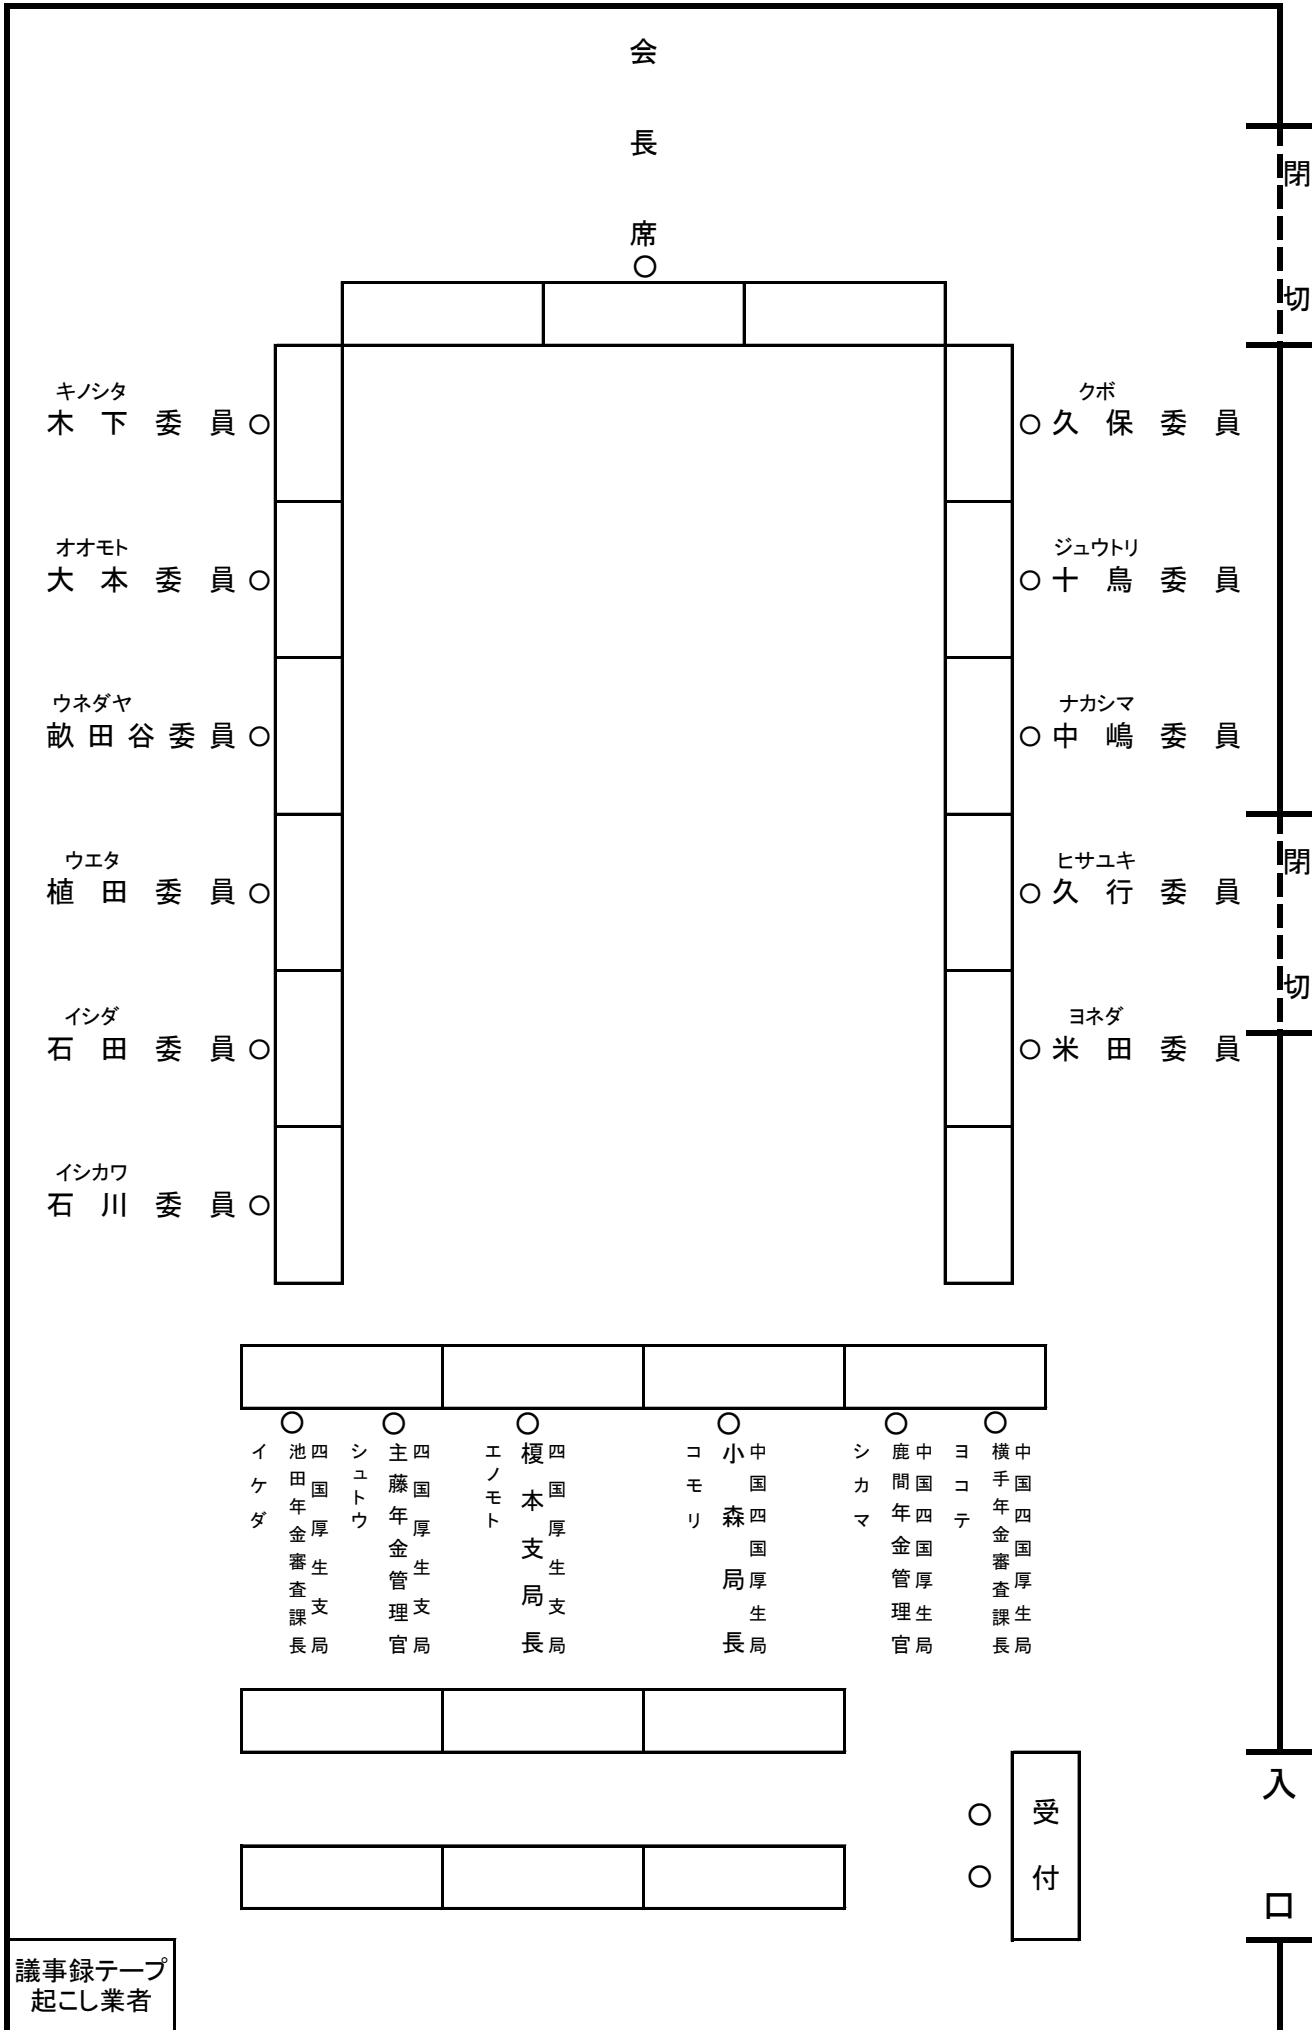 会長席
閉切
キノシタ
木下委員
クボ
久保委員
オオモト
大本委員
ジュウトリ
十鳥委員
ウネダヤ
畝田谷委員
ナカシマ
中嶋委員
ウエタ
植田委員
ヒサユキ
久行委員
閉切
イシダ
石田委員
ヨネダ
米田委員
イシカワ
石川委員
イケダ
四国厚生支局
池田年金審査課長
シュトウ
四国厚生支局
主藤年金管理官
エノモト
四国厚生支局
榎本支局長
コモリ
中国四国厚生局
小森局長
シカマ
中国四国厚生局
鹿間年金管理官
ヨコテ
中国四国厚生局
横手年金審査課長
受付
入口
議事録テープ
起こし業者